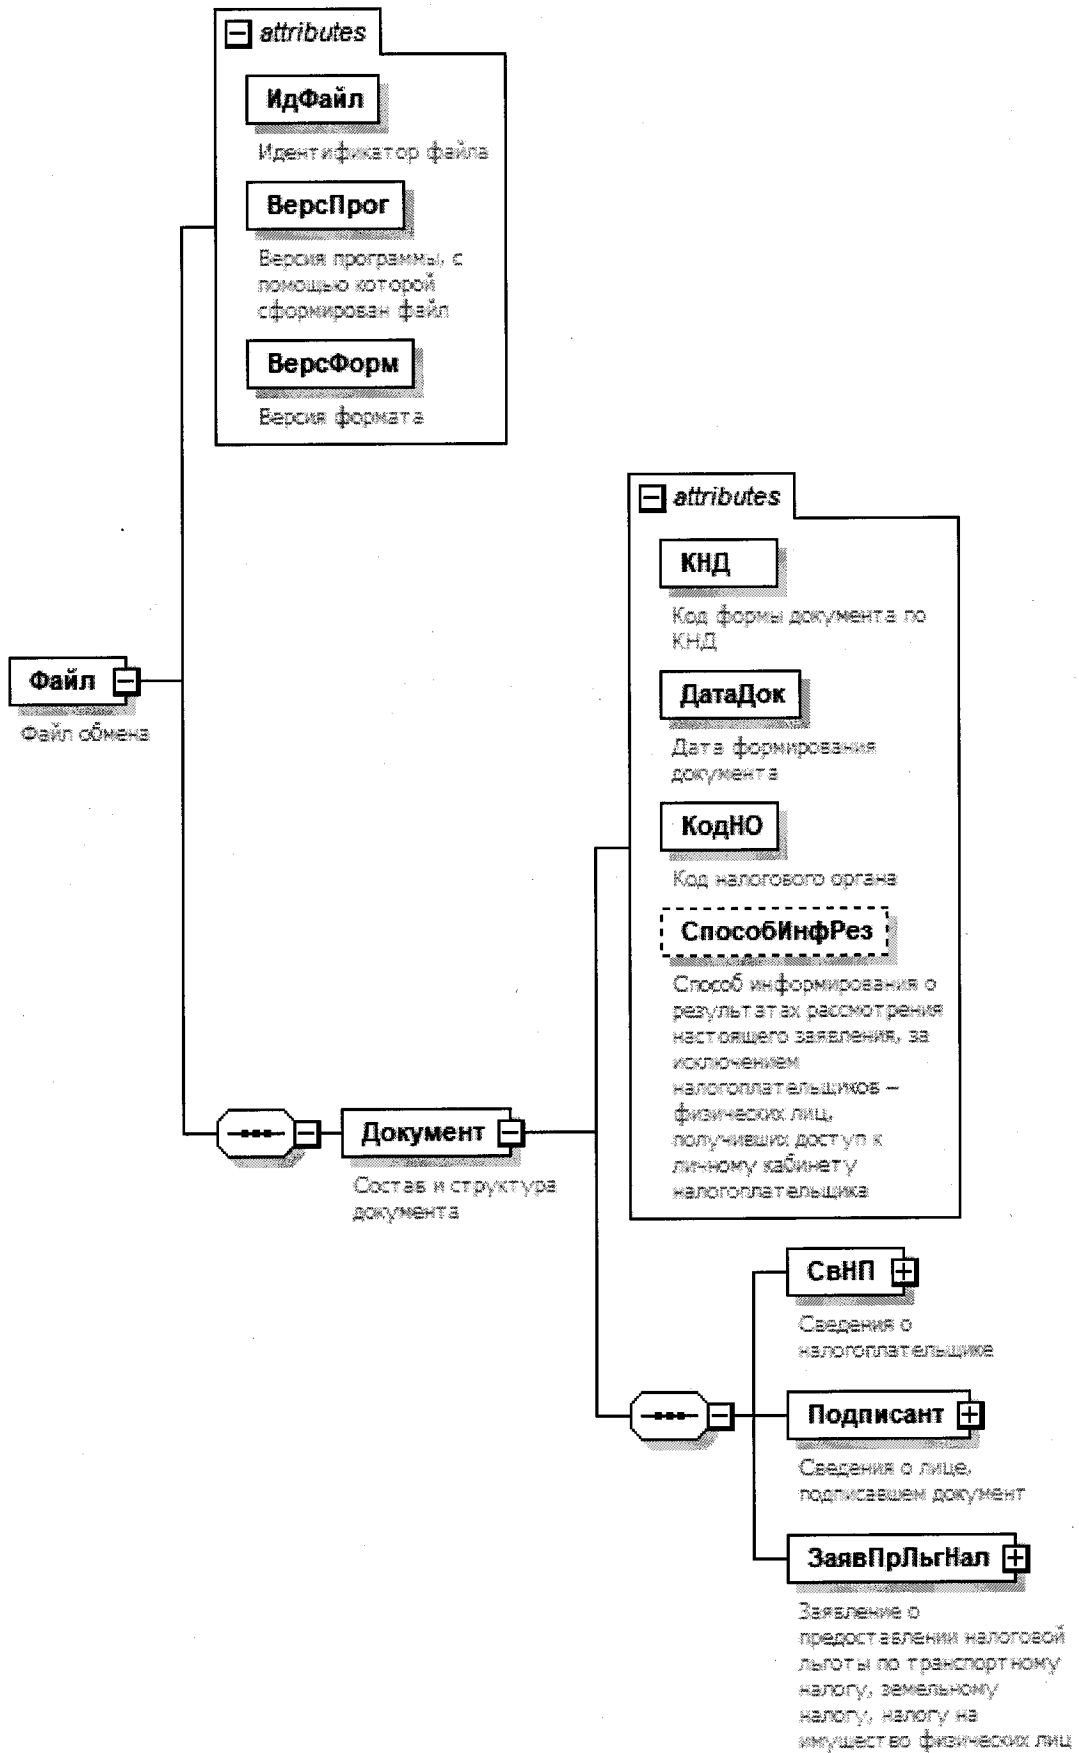 attributes
ИдФайл
Идентификатор файла
ВерсПрог
Версия программы, с
помощью которой
сформирован файл
ВерсФорм
Версия формата
Файл
Файл обмена
Документ
Состав и структура
документа
attributes
КНД
Код формы документа по
КНД
ДатаДок
Дата формирования
документа
КодНО
Код налогового органа
СпособИнфРез
Способ информирования о
результатах рассмотрения
настоящего заявления, за
исключением
налогоплательщиков –
физических лиц,
получивших доступ к
личному кабинету
налогоплательщика
СвНП
Сведения о
налогоплательщике
Подписант
Сведения о лице,
подписавшем документ
ЗаявПрЛьгНал
Заявление о
предоставлении налоговой
льготы по транспортному
налогу, земельному
налогу, налогу на
имущество физических лиц